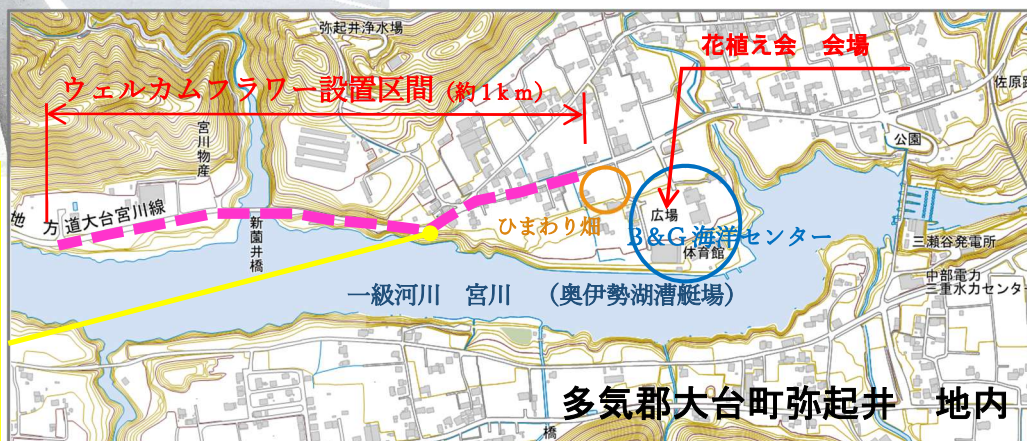 弥起井浄水場
花植え会 会場
ウェルカムフラワー設置区間(約1km)
佐原
宮川物産
公園
地方道大台宮川線
新園井橋
ひまわり畑
広場
B&G海洋センター
体育館
三瀬谷発電所
中部電力
三重水力センター
一級河川 宮川 (奥伊勢湖漕艇場)
多気郡大台町弥起井 地内
橋